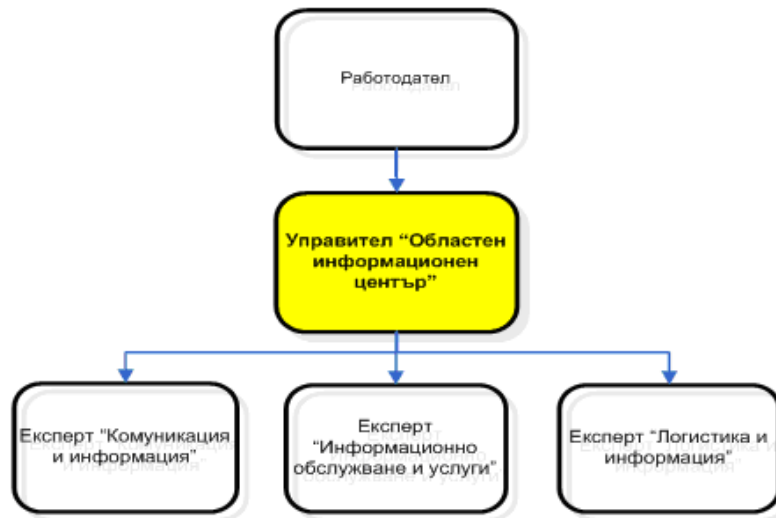 Работодател
Управител “Областен
информационен
център”
Експерт “Комуникация
и информация”
Експерт
“Информационно
обслужване и услуги”
Експерт “Логистика и
информация”